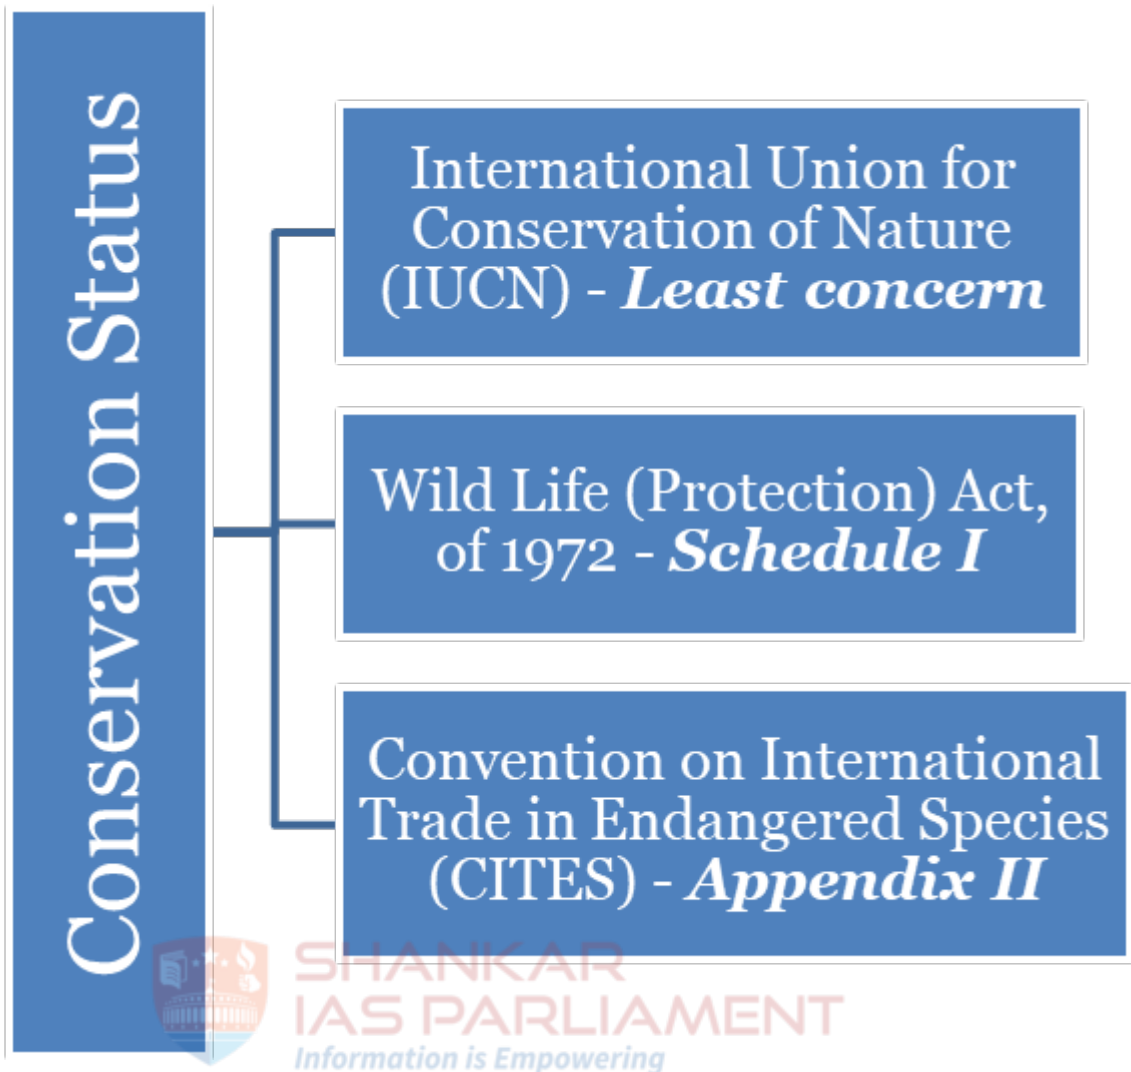 Conservation Status
International Union for
Conservation of Nature
(IUCN) - Least concern
Wild Life (Protection) Act,
of 1972 - Schedule I
Convention on International
Trade in Endangered Species
(CITES) - Appendix II
SHANKAR
IAS PARLIAMENT
Information is Empowering